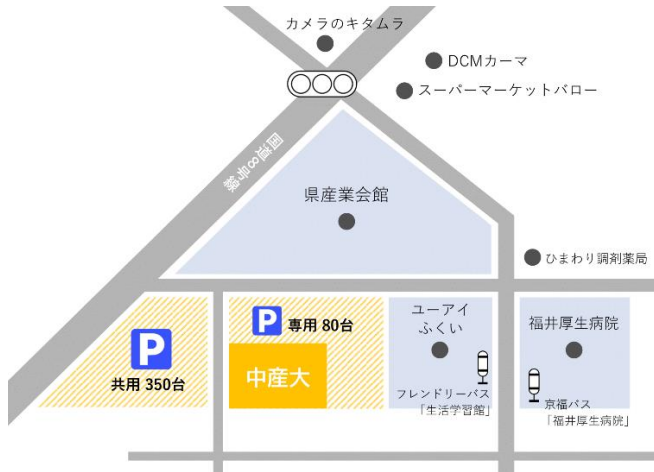 カメラのキタムラ
DCMカーマ
スーパーマーケットバロー
国道8号線
県産業会館
ひまわり調剤薬局
P
共用 350台
P 専用 80台
中産大
ユーアイ
ふくい
フレンドリーバス
「生活学習館」
福井厚生病院
京福バス
「福井厚生病院」